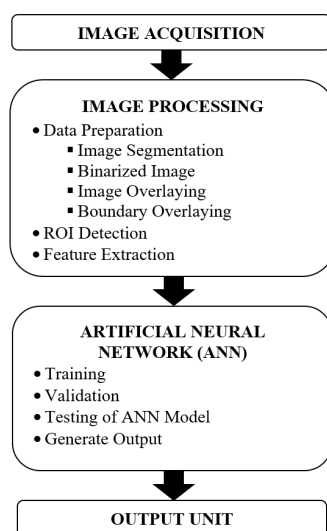 IMAGE ACQUISITION
IMAGE PROCESSING
• Data Preparation
▪ Image Segmentation
▪ Binarized Image
▪ Image Overlaying
▪ Boundary Overlaying
• ROI Detection
• Feature Extraction
ARTIFICIAL NEURAL
NETWORK (ANN)
• Training
• Validation
• Testing of ANN Model
• Generate Output
OUTPUT UNIT